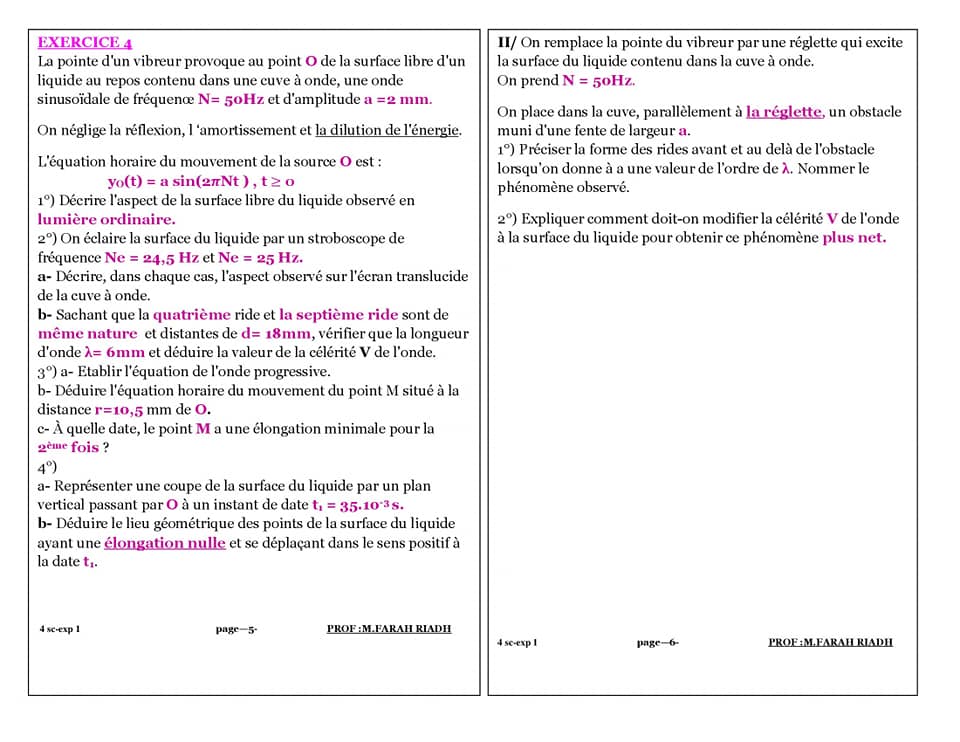 EXERCICE 4
La pointe d'un vibreur provoque au point O de la surface libre d'un
liquide au repos contenu dans une cuve à onde, une onde
sinusoïdale de fréquence N= 50Hz et d'amplitude a =2 mm.
On néglige la réflexion, l 'amortissement et la dilution de l'énergie.
L'équation horaire du mouvement de la source O est :
yO(t) = a sin(2πNt ) , t ≥ 0
1°) Décrire l'aspect de la surface libre du liquide observé en
lumière ordinaire.
2°) On éclaire la surface du liquide par un stroboscope de
fréquence Ne = 24,5 Hz et Ne = 25 Hz.
a- Décrire, dans chaque cas, l'aspect observé sur l'écran translucide
de la cuve à onde.
b- Sachant que la quatrième ride et la septième ride sont de
même nature et distantes de d= 18mm, vérifier que la longueur
d'onde λ= 6mm et déduire la valeur de la célérité V de l'onde.
3°) a- Etablir l'équation de l'onde progressive.
b- Déduire l'équation horaire du mouvement du point M situé à la
distance r=10,5 mm de O.
c- À quelle date, le point M a une élongation minimale pour la
2ème fois ?
4°)
a- Représenter une coupe de la surface du liquide par un plan
vertical passant par O à un instant de date t₁ = 35.10⁻³ s.
b- Déduire le lieu géométrique des points de la surface du liquide
ayant une élongation nulle et se déplaçant dans le sens positif à
la date t₁.
4 sc-exp 1 page—5- PROF :M.FARAH RIADH
II/ On remplace la pointe du vibreur par une réglette qui excite
la surface du liquide contenu dans la cuve à onde.
On prend N = 50Hz.
On place dans la cuve, parallèlement à la réglette, un obstacle
muni d'une fente de largeur a.
1°) Préciser la forme des rides avant et au delà de l'obstacle
lorsqu'on donne à a une valeur de l'ordre de λ. Nommer le
phénomène observé.
2°) Expliquer comment doit-on modifier la célérité V de l'onde
à la surface du liquide pour obtenir ce phénomène plus net.
4 sc-exp 1 page—6- PROF :M.FARAH RIADH